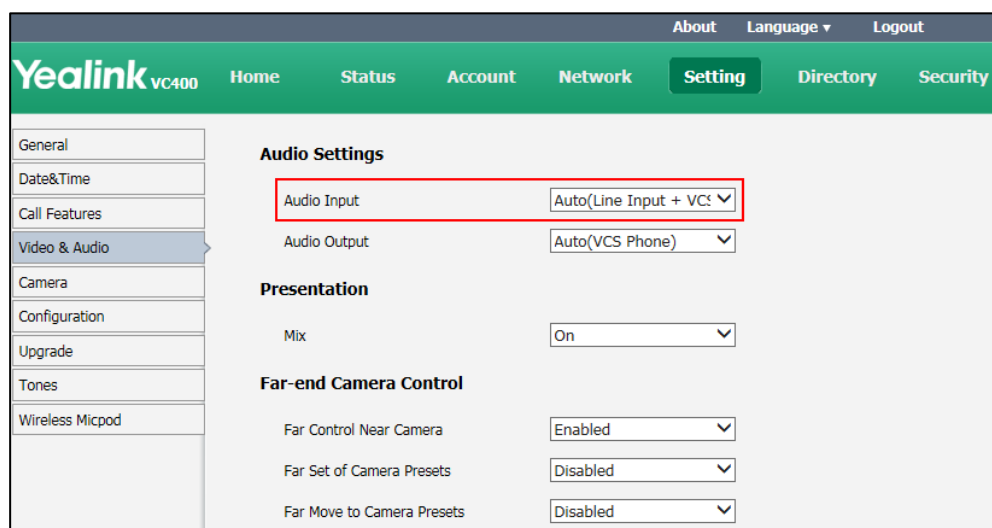 About Language Logout
Yealink VC400 Home Status Account Network Setting Directory Security
General
Date&Time
Call Features
Video & Audio
Camera
Configuration
Upgrade
Tones
Wireless Micpod
Audio Settings
Audio Input Auto(Line Input + VCS
Audio Output Auto(VCS Phone)
Presentation
Mix On
Far-end Camera Control
Far Control Near Camera Enabled
Far Set of Camera Presets Disabled
Far Move to Camera Presets Disabled